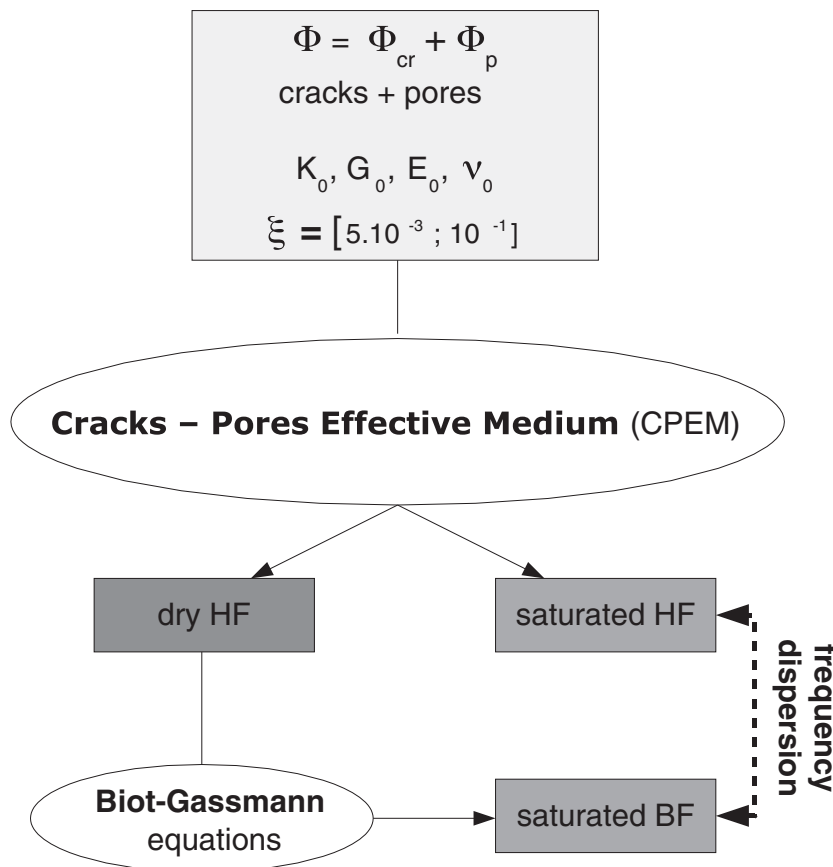 Φ = Φcr + Φp
cracks + pores
K0, G0, E0, ν0
ξ = [5.10 -3 ; 10 -1]
Cracks – Pores Effective Medium (CPEM)
dry HF
saturated HF
frequency
dispersion
Biot-Gassmann
equations
saturated BF